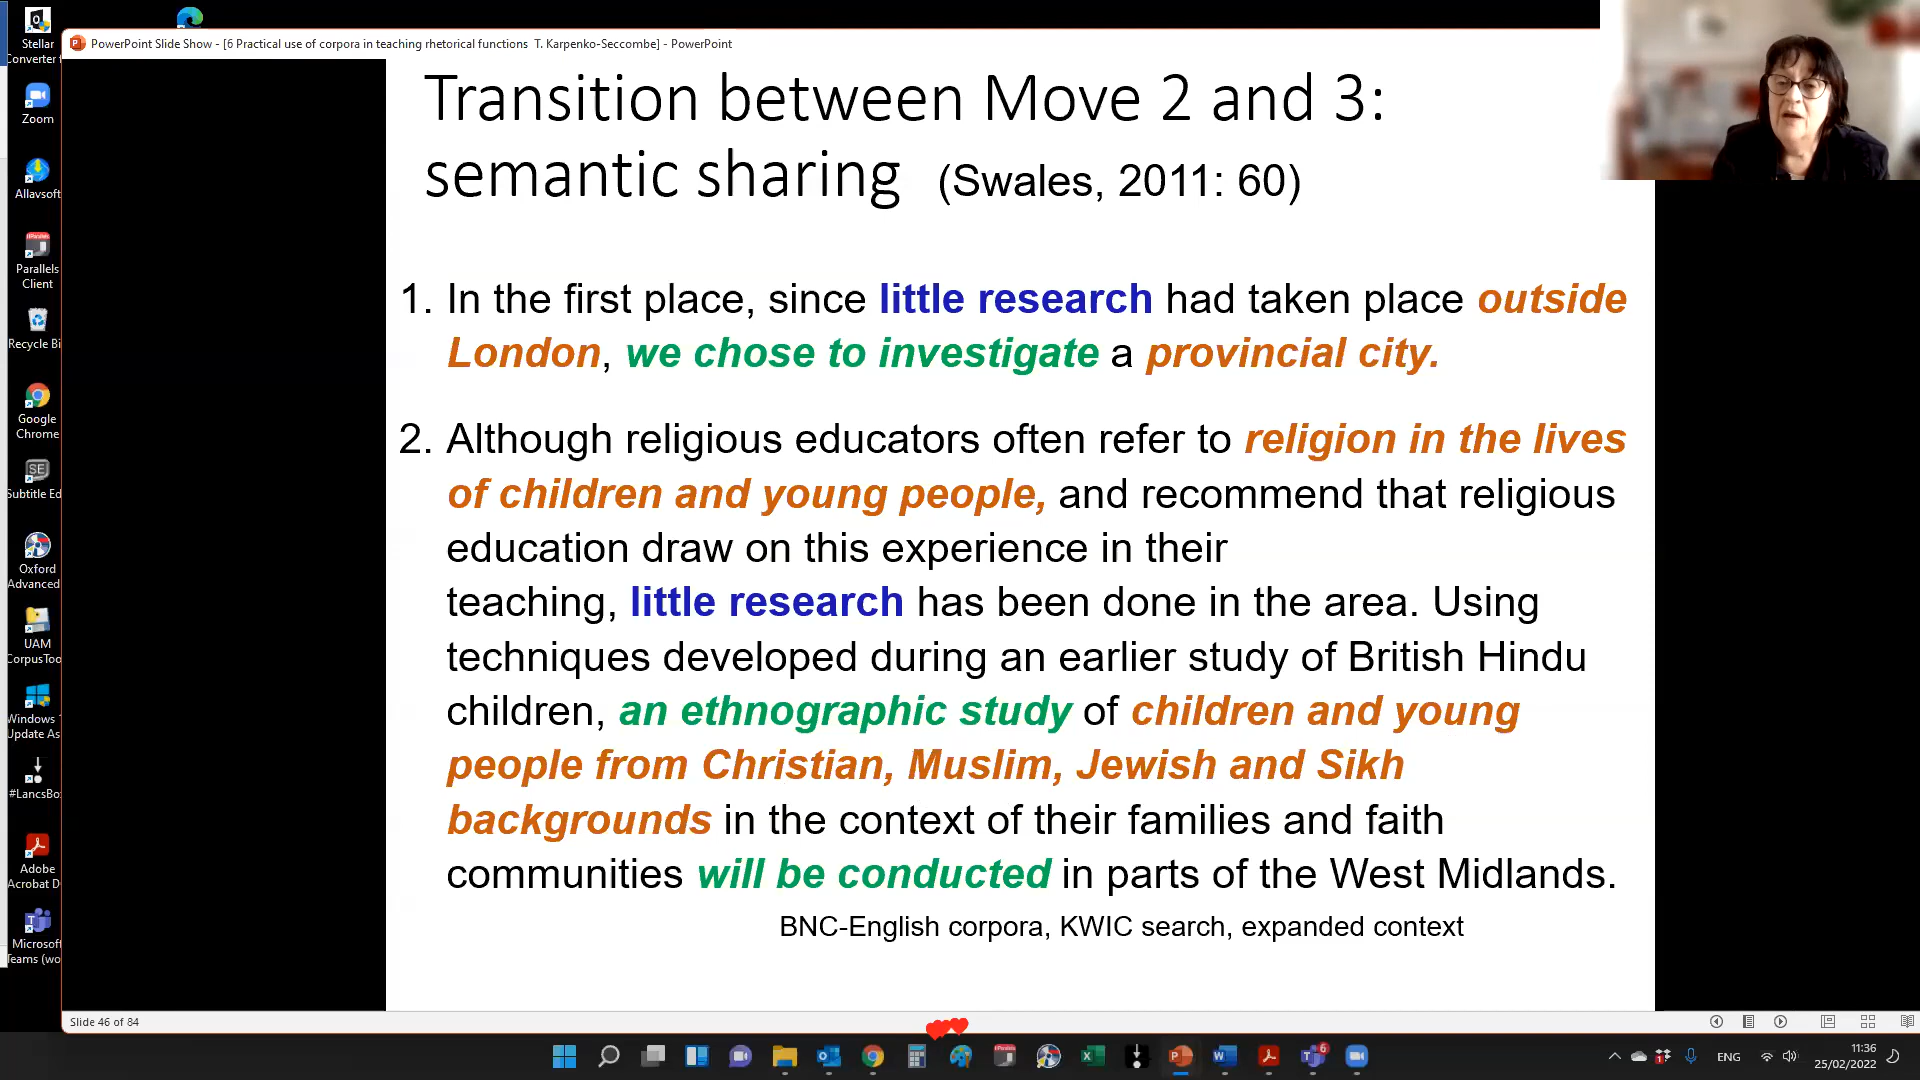 Stellar
Converter f
Zoom
Allavsoft
Parallels
Client
Recycle Bi
Google
Chrome
SE
Subtitle Ed
Oxford
Advanced
UAM
CorpusToo
Windows
Update As
#LancsBo
Adobe
Acrobat D
Microsoft
Teams (wo
PowerPoint Slide Show - [6 Practical use of corpora in teaching rhetorical functions T. Karpenko-Seccombe] - PowerPoint
Transition between Move 2 and 3:
semantic sharing (Swales, 2011: 60)
1. In the first place, since little research had taken place outside
London, we chose to investigate a provincial city.
2. Although religious educators often refer to religion in the lives
of children and young people, and recommend that religious
education draw on this experience in their
teaching, little research has been done in the area. Using
techniques developed during an earlier study of British Hindu
children, an ethnographic study of children and young
people from Christian, Muslim, Jewish and Sikh
backgrounds in the context of their families and faith
communities will be conducted in parts of the West Midlands.
BNC-English corpora, KWIC search, expanded context
Slide 46 of 84
6
ENG
11:36
25/02/2022